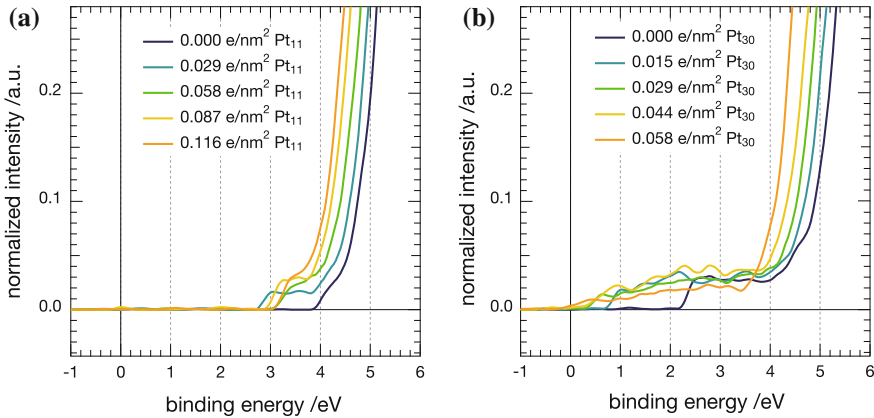 (a)
normalized intensity /a.u.
0.2
0.1
0.0
0.000 e/nm² Pt₁₁
0.029 e/nm² Pt₁₁
0.058 e/nm² Pt₁₁
0.087 e/nm² Pt₁₁
0.116 e/nm² Pt₁₁
-1 0 1 2 3 4 5 6
binding energy /eV
(b)
normalized intensity /a.u.
0.2
0.1
0.0
0.000 e/nm² Pt₃₀
0.015 e/nm² Pt₃₀
0.029 e/nm² Pt₃₀
0.044 e/nm² Pt₃₀
0.058 e/nm² Pt₃₀
-1 0 1 2 3 4 5 6
binding energy /eV